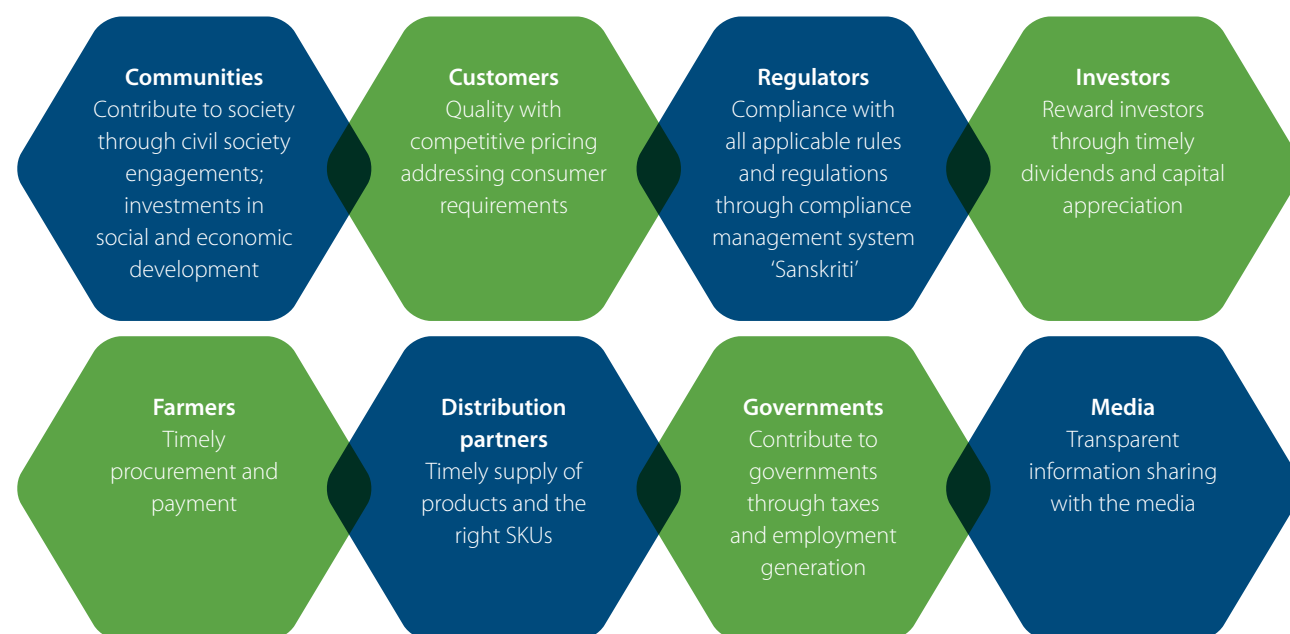 Communities
Contribute to society
through civil society
engagements;
investments in
social and economic
development
Customers
Quality with
competitive pricing
addressing consumer
requirements
Regulators
Compliance with
all applicable rules
and regulations
through compliance
management system
‘Sanskriti’
Investors
Reward investors
through timely
dividends and capital
appreciation
Farmers
Timely
procurement and
payment
Distribution
partners
Timely supply of
products and the
right SKUs
Governments
Contribute to
governments
through taxes
and employment
generation
Media
Transparent
information sharing
with the media